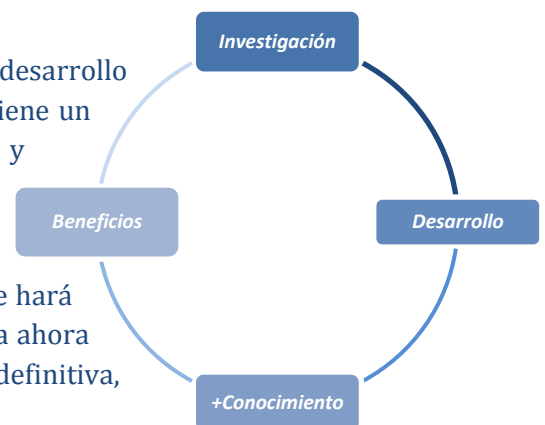 desarrollo
iene un
y
e hará
a ahora
definitiva,
Investigación
Desarrollo
+Conocimiento
Beneficios